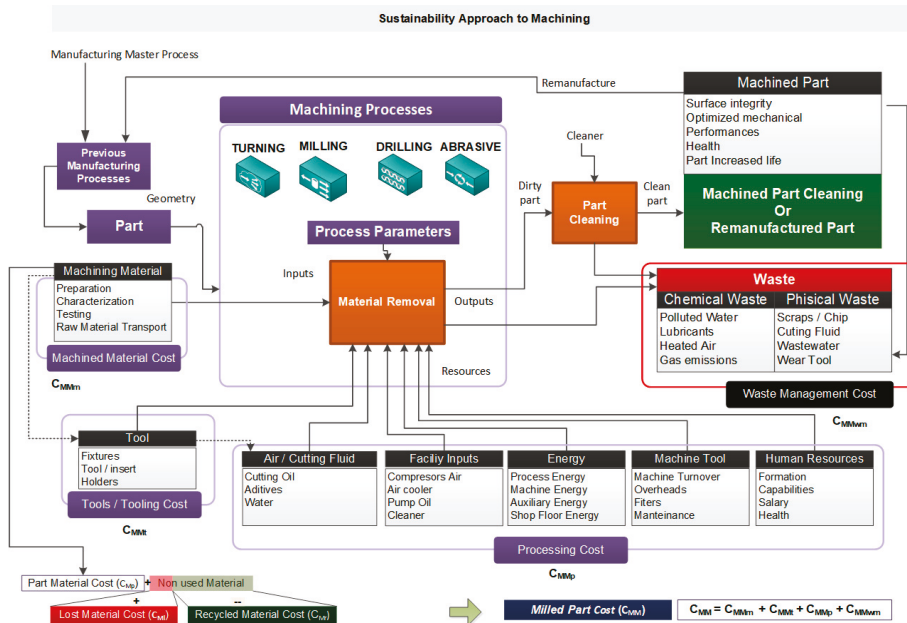 Sustainability Approach to Machining
Manufacturing Master Process
Remanufacture
Machined Part
Surface integrity
Optimized mechanical
Performances
Health
Part Increased life
Machining Processes
TURNING
MILLING
DRILLING
ABRASIVE
Cleaner
Previous
Manufacturing
Processes
Geometry
Part
Dirty
part
Part
Cleaning
Clean
part
Machined Part Cleaning
Or
Remanufactured Part
Process Parameters
Inputs
Material Removal
Outputs
Resources
Machining Material
Preparation
Characterization
Testing
Raw Material Transport
Machined Material Cost
CMMm
Waste
Chemical Waste
Phisical Waste
Polluted Water
Lubricants
Heated Air
Gas emissions
Scraps / Chip
Cuting Fluid
Wastewater
Wear Tool
Waste Management Cost
CMMwm
Tool
Fixtures
Tool / insert
Holders
Tools / Tooling Cost
CMMt
Air / Cutting Fluid
Cutting Oil
Aditives
Water
Faciliy Inputs
Compresors Air
Air cooler
Pump Oil
Cleaner
Energy
Process Energy
Machine Energy
Auxiliary Energy
Shop Floor Energy
Machine Tool
Machine Turnover
Overheads
Fiters
Manteinance
Human Resources
Formation
Capabilities
Salary
Health
Processing Cost
CMMp
Part Material Cost (CMp) + Non used Material
+ --
Lost Material Cost (CMl)
Recycled Material Cost (CMr)
Milled Part Cost (CMM)
CMM = CMMm + CMMt + CMMp + CMMwm